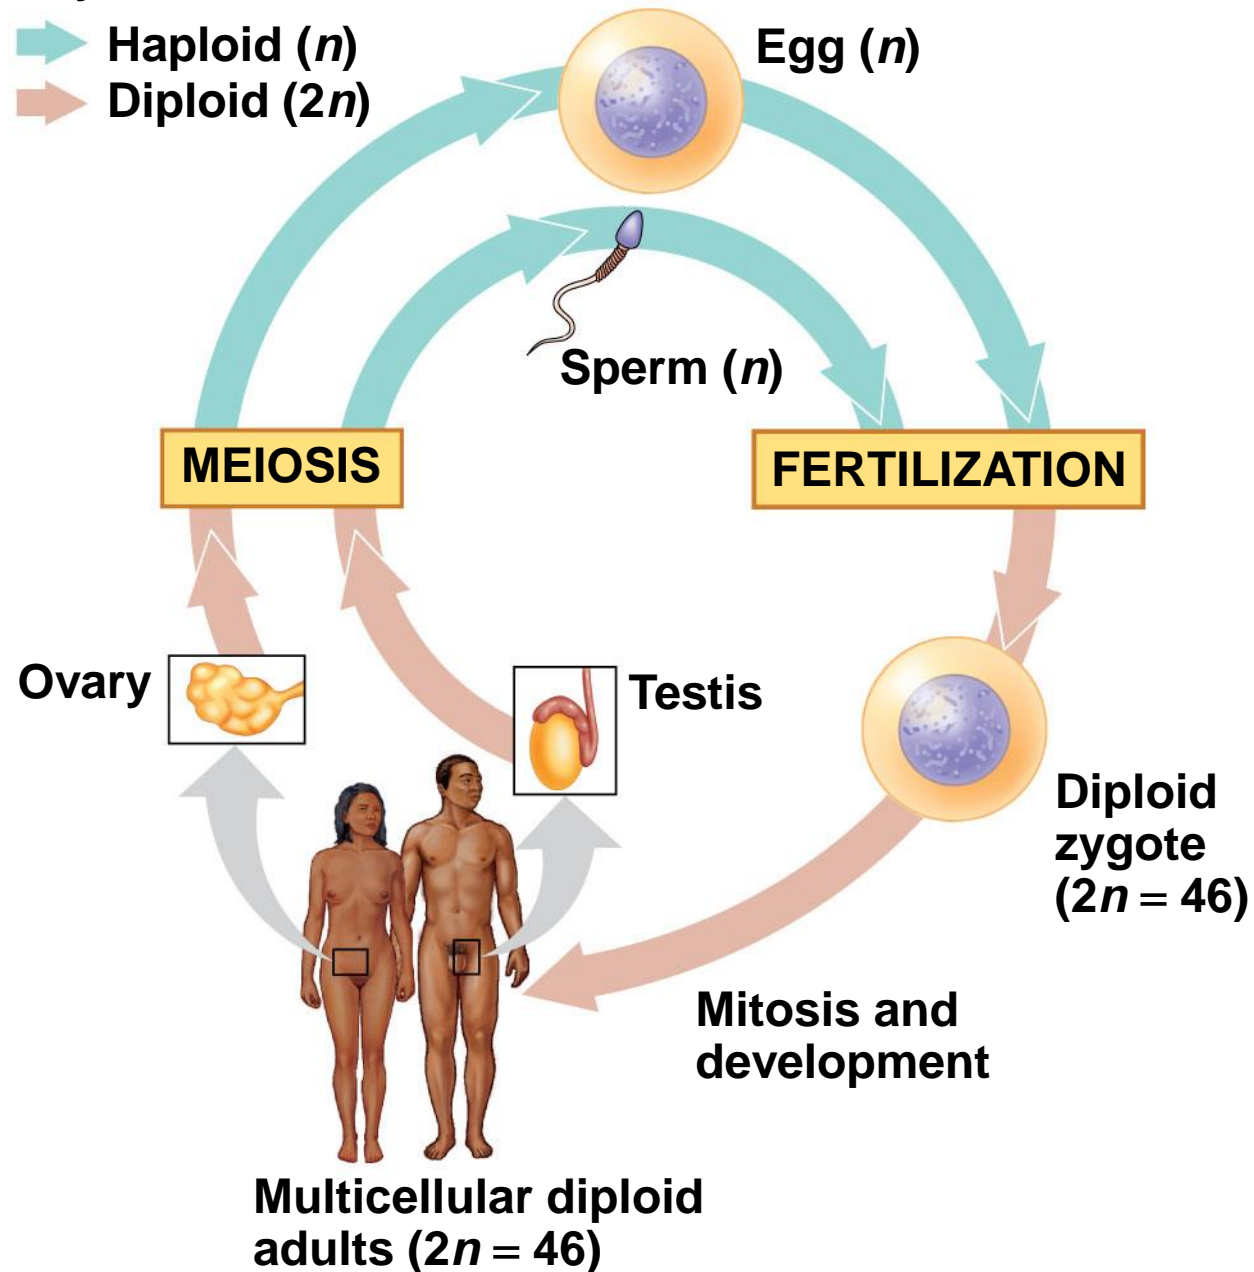 Haploid (n)
Diploid (2n)
Egg (n)
Sperm (n)
MEIOSIS
FERTILIZATION
Ovary
Testis
Diploid
zygote
(2n = 46)
Mitosis and
development
Multicellular diploid
adults (2n = 46)